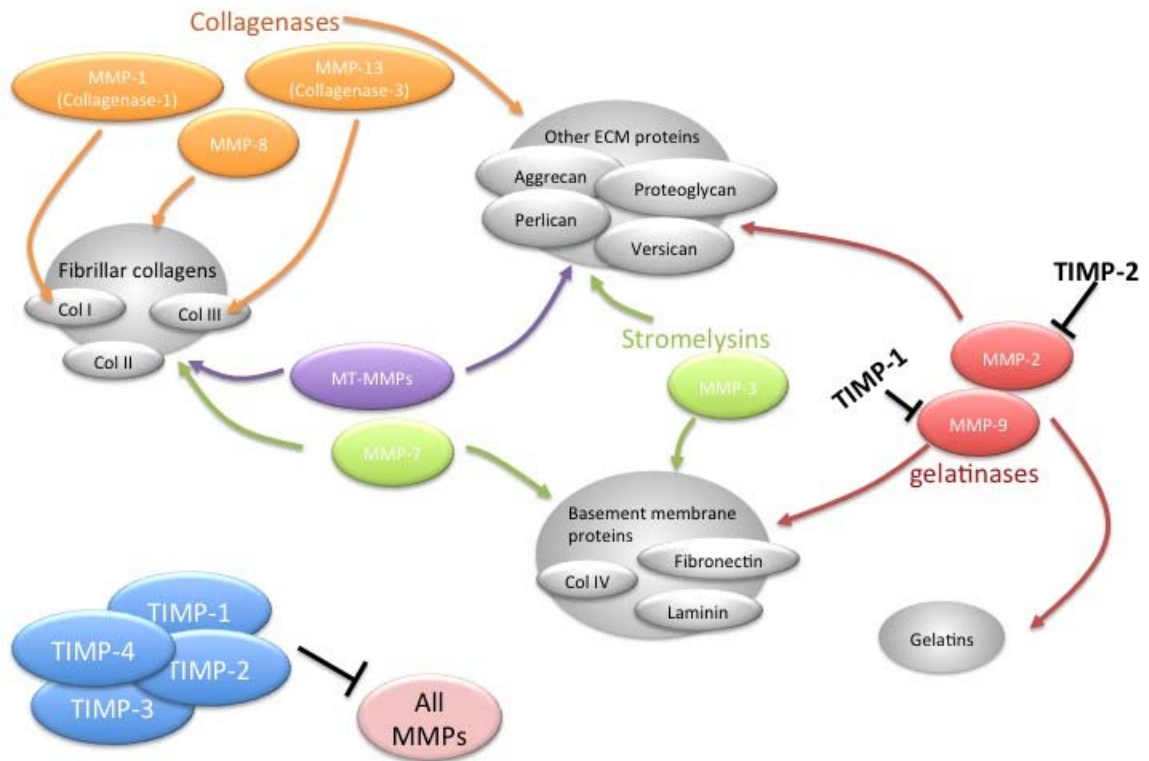 Collagenases
MMP-1
(Collagenase-1)
MMP-13
(Collagenase-3)
MMP-8
Other ECM proteins
Aggrecan
Proteoglycan
Perlican
Versican
Fibrillar collagens
Col I
Col III
Col II
TIMP-2
Stromelysins
MMP-2
MT-MMPs
MMP-3
TIMP-1
MMP-9
MMP-7
gelatinases
Basement membrane
proteins
Fibronectin
Col IV
Laminin
TIMP-1
TIMP-4
TIMP-2
TIMP-3
Gelatins
All
MMPs